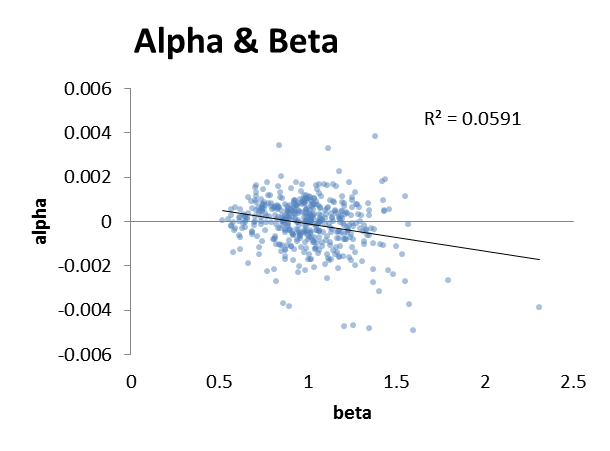 Alpha & Beta
R² = 0.0591
0.006
0.004
0.002
0
-0.002
-0.004
-0.006
alpha
0 0.5 1 1.5 2 2.5
beta